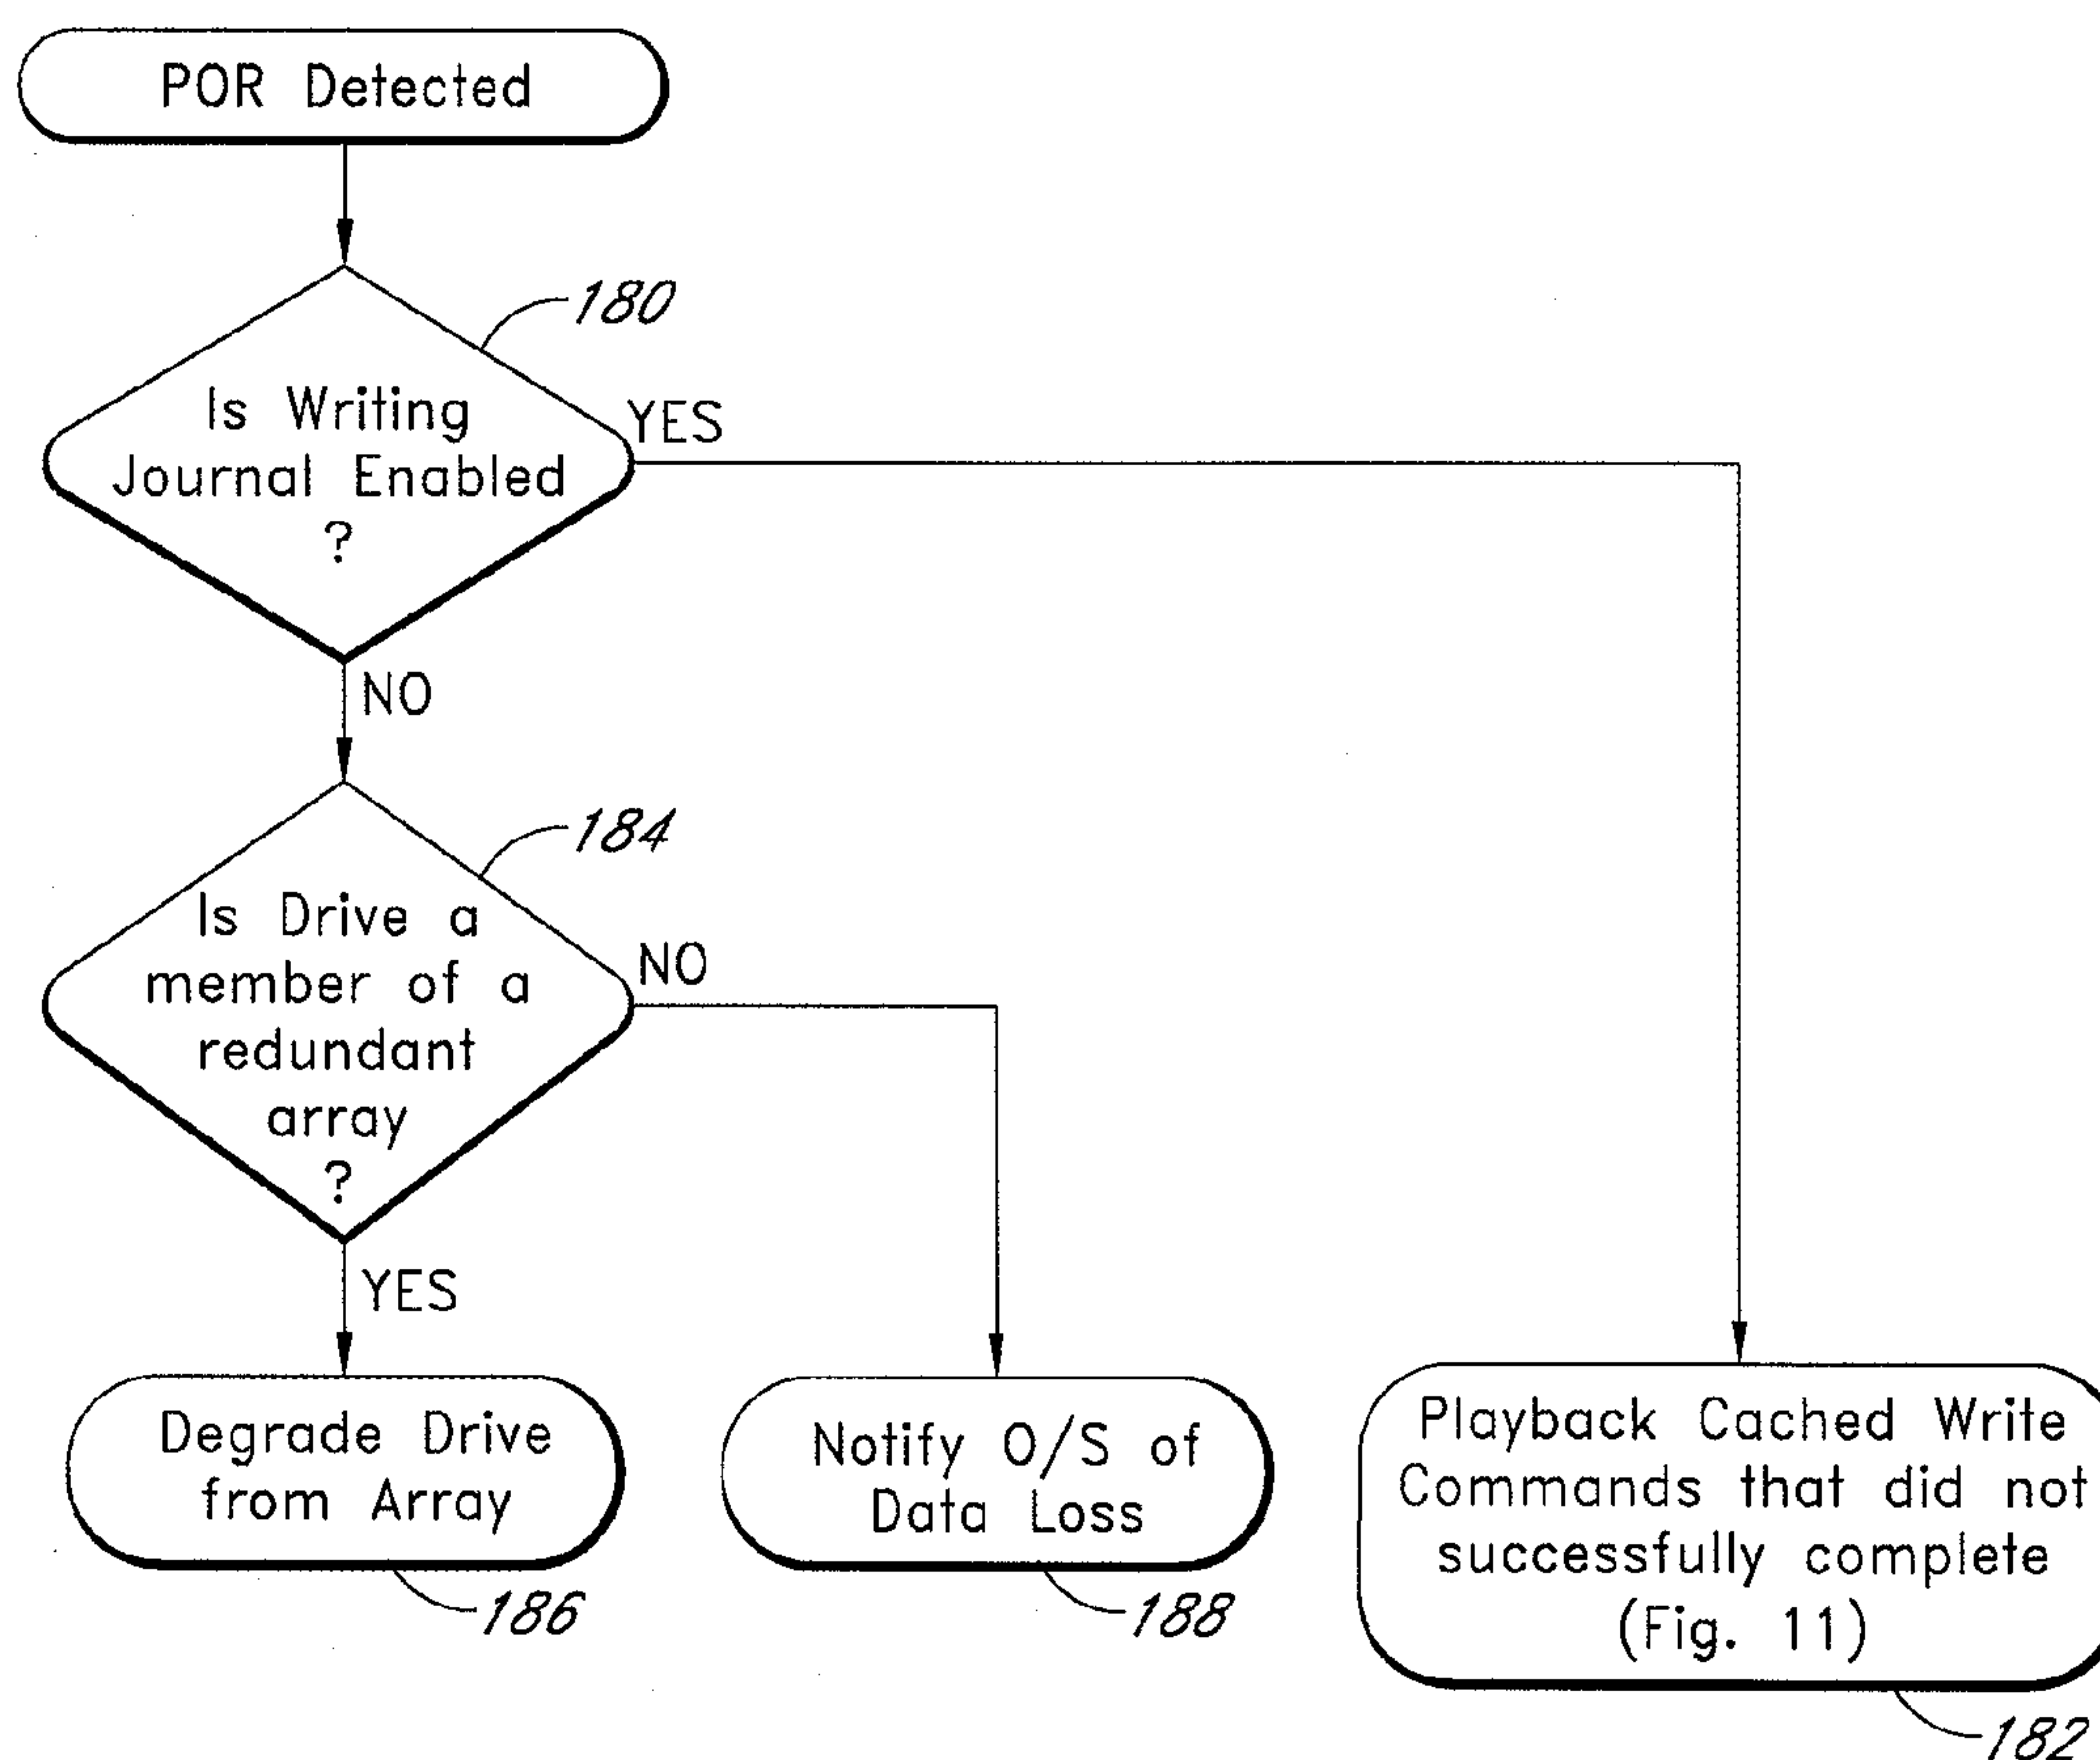 POR Detected
180
Is Writing
Journal Enabled
?
YES
NO
184
Is Drive a
member of a
redundant
array
?
NO
YES
Degrade Drive
from Array
186
Notify O/S of
Data Loss
188
Playback Cached Write
Commands that did not
successfully complete
(Fig. 11)
182